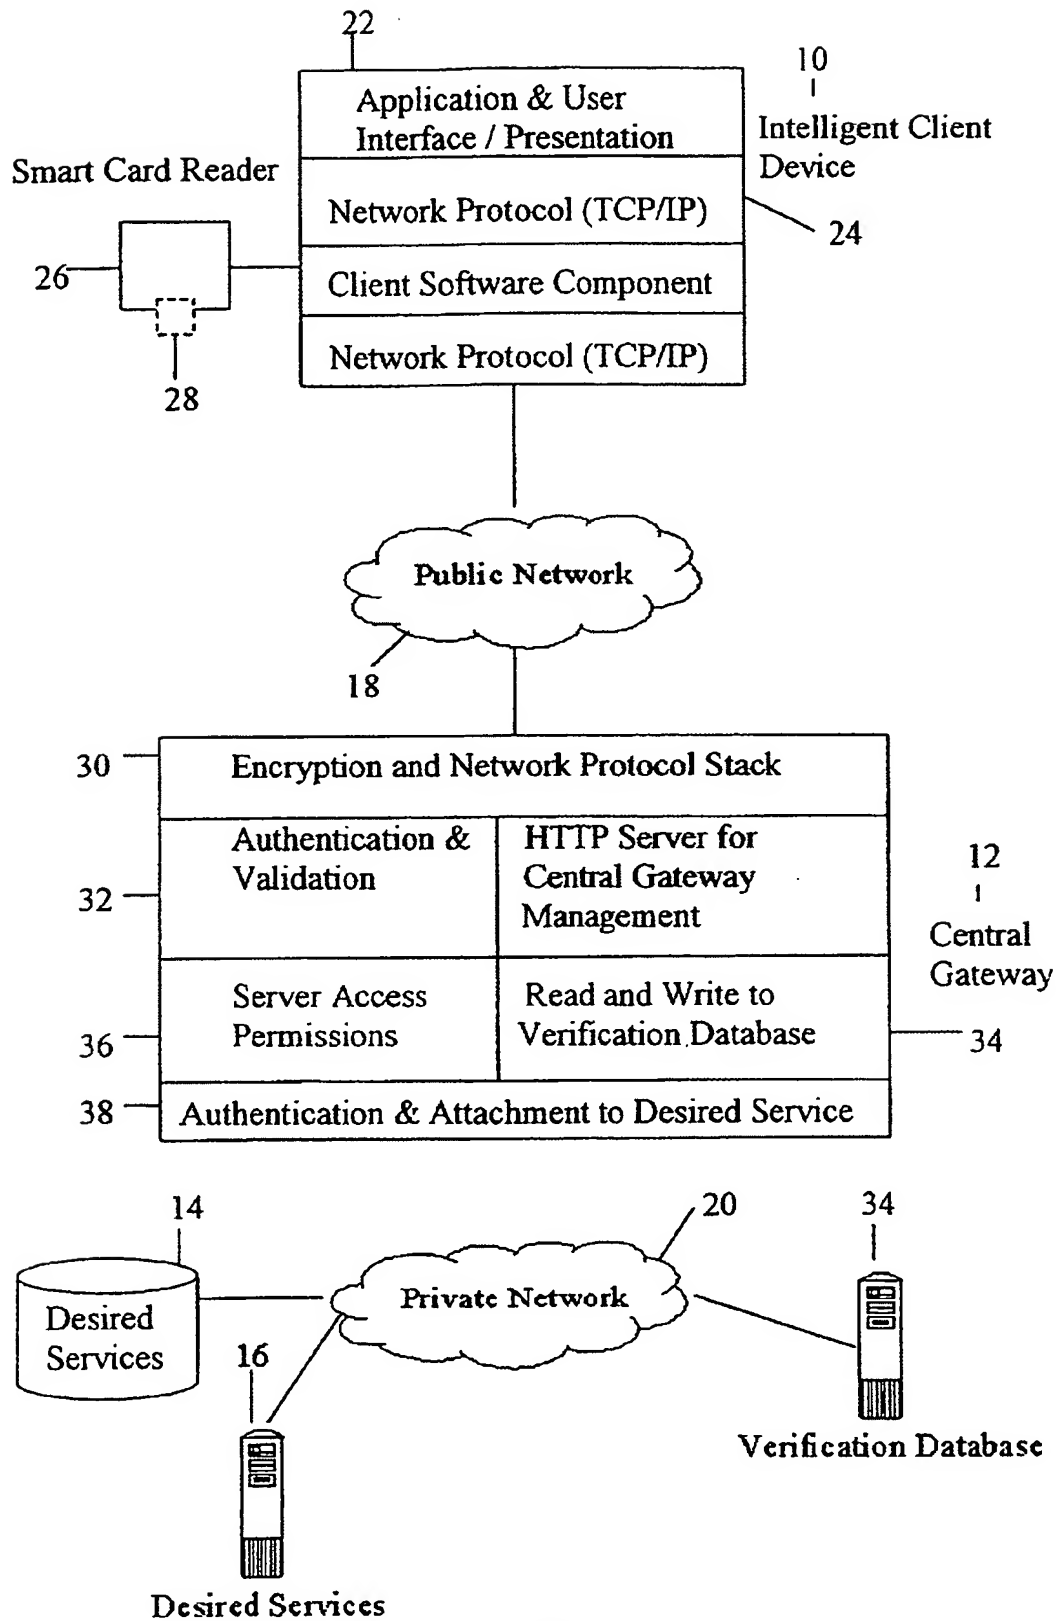 22
10
Application & User
Interface / Presentation
Intelligent Client
Device
Smart Card Reader
Network Protocol (TCP/IP)
24
26
Client Software Component
28
Network Protocol (TCP/IP)
Public Network
18
30
Encryption and Network Protocol Stack
Authentication &
Validation
HTTP Server for
Central Gateway
Management
32
12
Central
Gateway
Server Access
Permissions
Read and Write to
Verification Database
36
34
38
Authentication & Attachment to Desired Service
14
20
34
Desired
Services
Private Network
16
Verification Database
Desired Services